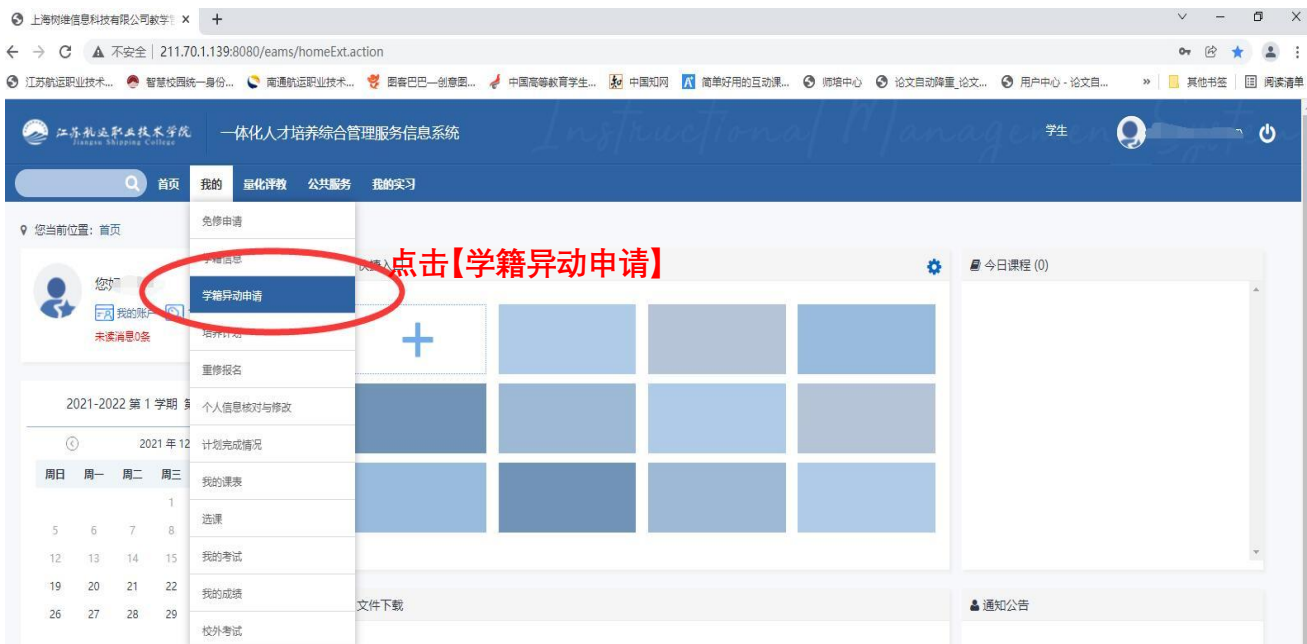 上海树维信息科技有限公司教学
不安全 | 211.70.1.139:8080/eams/homeExt.action
江苏航运职业技术... 智慧校园统一身份... 南通航运职业技术... 图客巴巴—创意图... 中国高等教育学生... 中国知网 简单好用的互动课... 师培中心 论文自动降重_论文... 用户中心 - 论文自... » 其他书签 阅读清单
江苏航运职业技术学院 一体化人才培养综合管理服务信息系统 学生
Jiangsu Shipping College
Instructional Management
首页 我的 量化评教 公共服务 我的实习
您当前位置: 首页
免修申请
学籍信息
点击【学籍异动申请】
今日课程 (0)
您好
学籍异动申请
我的账户
未读消息0条
培养计划
重修报名
2021-2022 第 1 学期
个人信息核对与修改
2021 年 12
计划完成情况
周日 周一 周二 周三
我的课表
1
选课
5 6 7 8
12 13 14 15
我的考试
19 20 21 22
我的成绩
文件下载
通知公告
26 27 28 29
校外考试